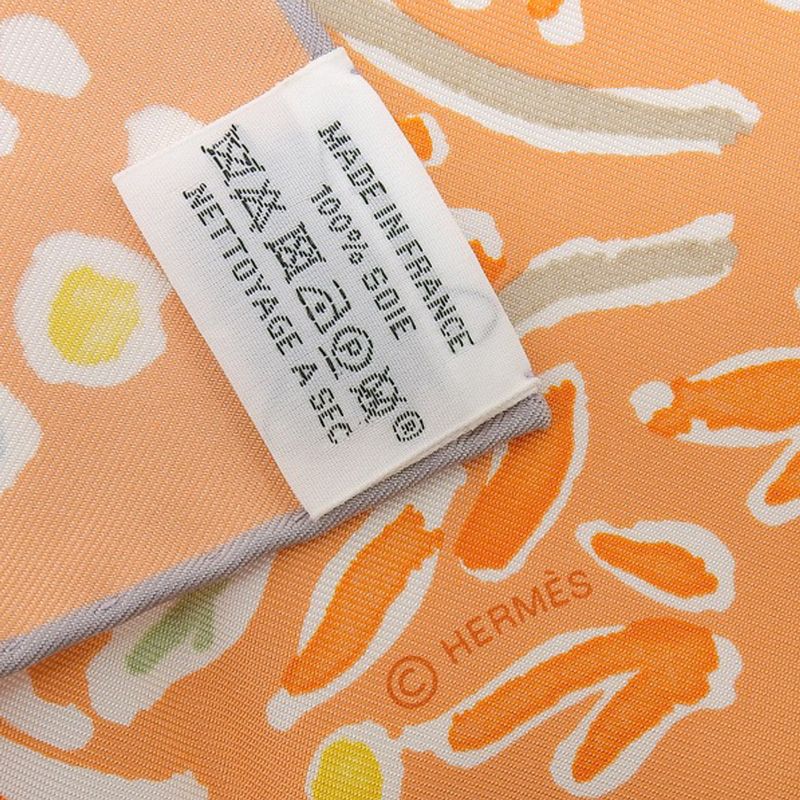 MADE IN FRANCE
100% SOIE
NETTOYAGE A SEC
© HERMÈS